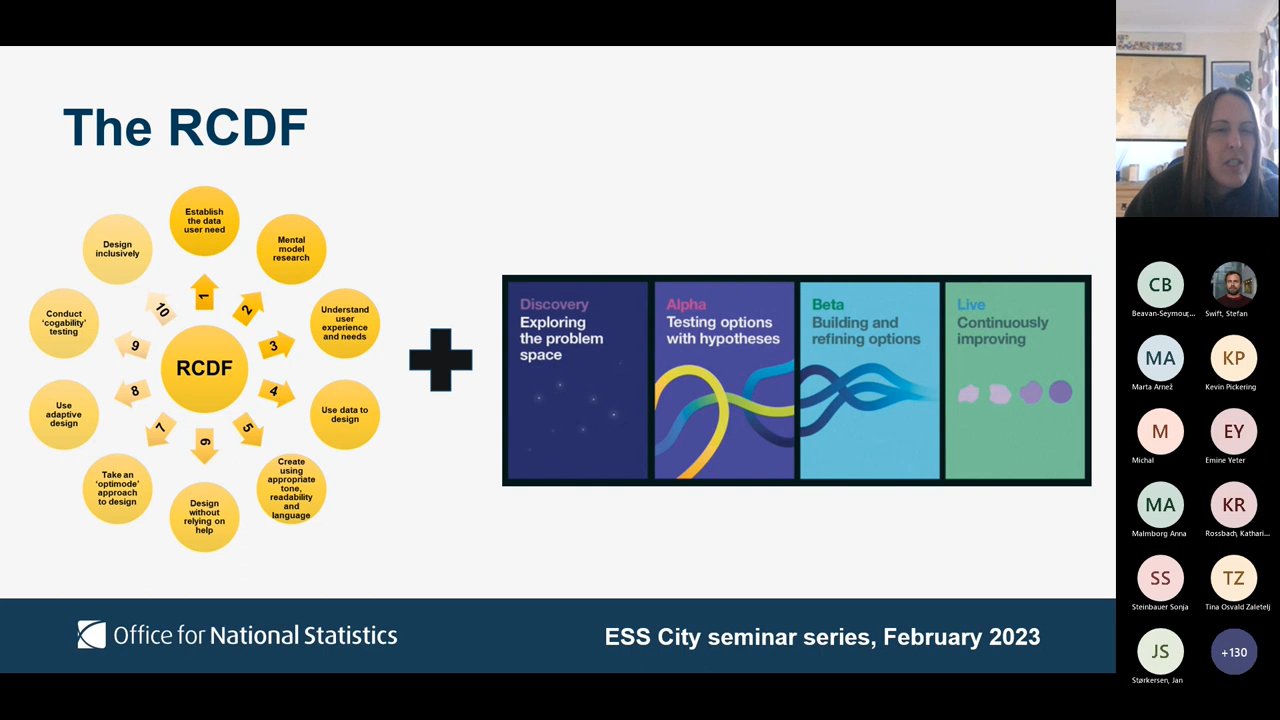 The RCDF
Establish
the data
user need
Mental
model
research
Understand
user
experience
and needs
Use data to
design
Create
using
appropriate
tone,
readability
and
language
Design
without
relying on
help
Take an
‘optimode’
approach
to design
Use
adaptive
design
Conduct
‘cogability’
testing
Design
inclusively
1
2
3
4
5
6
7
8
9
10
RCDF
Discovery
Exploring
the problem
space
Alpha
Testing options
with hypotheses
Beta
Building and
refining options
Live
Continuously
improving
Office for National Statistics
ESS City seminar series, February 2023
CB
Beavan-Seymour,...
Swift, Stefan
MA
Marta Arnež
KP
Kevin Pickering
M
Michal
EY
Emine Yeter
MA
Malmborg Anna
KR
Rossbach, Kathari...
SS
Steinbauer Sonja
TZ
Tina Osvald Zaletelj
JS
Størkersen, Jan
+130